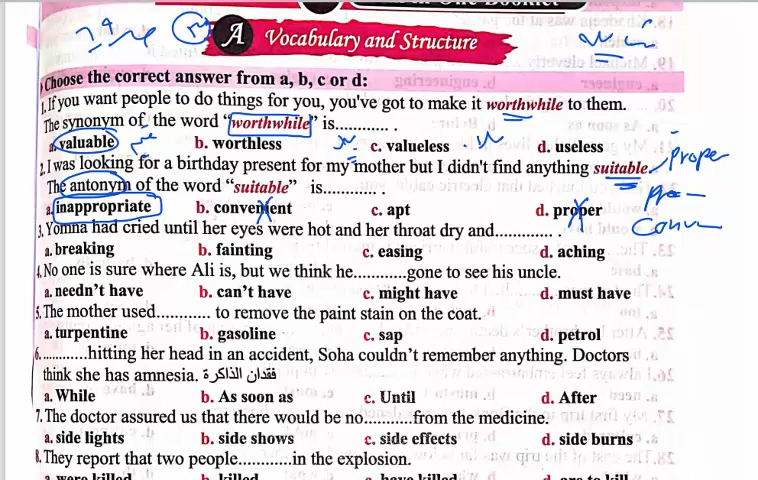 A Vocabulary and Structure
Choose the correct answer from a, b, c or d:
1. If you want people to do things for you, you've got to make it worthwhile to them.
The synonym of the word "worthwhile" is............ .
a. valuable b. worthless c. valueless d. useless
2. I was looking for a birthday present for my mother but I didn't find anything suitable. proper
The antonym of the word "suitable" is............ .
a. inappropriate b. convenient c. apt d. proper
3. Yomna had cried until her eyes were hot and her throat dry and............. .
a. breaking b. fainting c. easing d. aching
4. No one is sure where Ali is, but we think he............gone to see his uncle.
a. needn't have b. can't have c. might have d. must have
5. The mother used............ to remove the paint stain on the coat.
a. turpentine b. gasoline c. sap d. petrol
6. ............hitting her head in an accident, Soha couldn't remember anything. Doctors
think she has amnesia. فقدان الذاكرة
a. While b. As soon as c. Until d. After
7. The doctor assured us that there would be no...........from the medicine.
a. side lights b. side shows c. side effects d. side burns
8. They report that two people............in the explosion.
a. were killed b. killed c. have killed d. are to kill